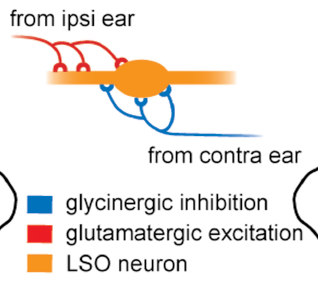 from ipsi ear
from contra ear
glycinergic inhibition
glutamatergic excitation
LSO neuron